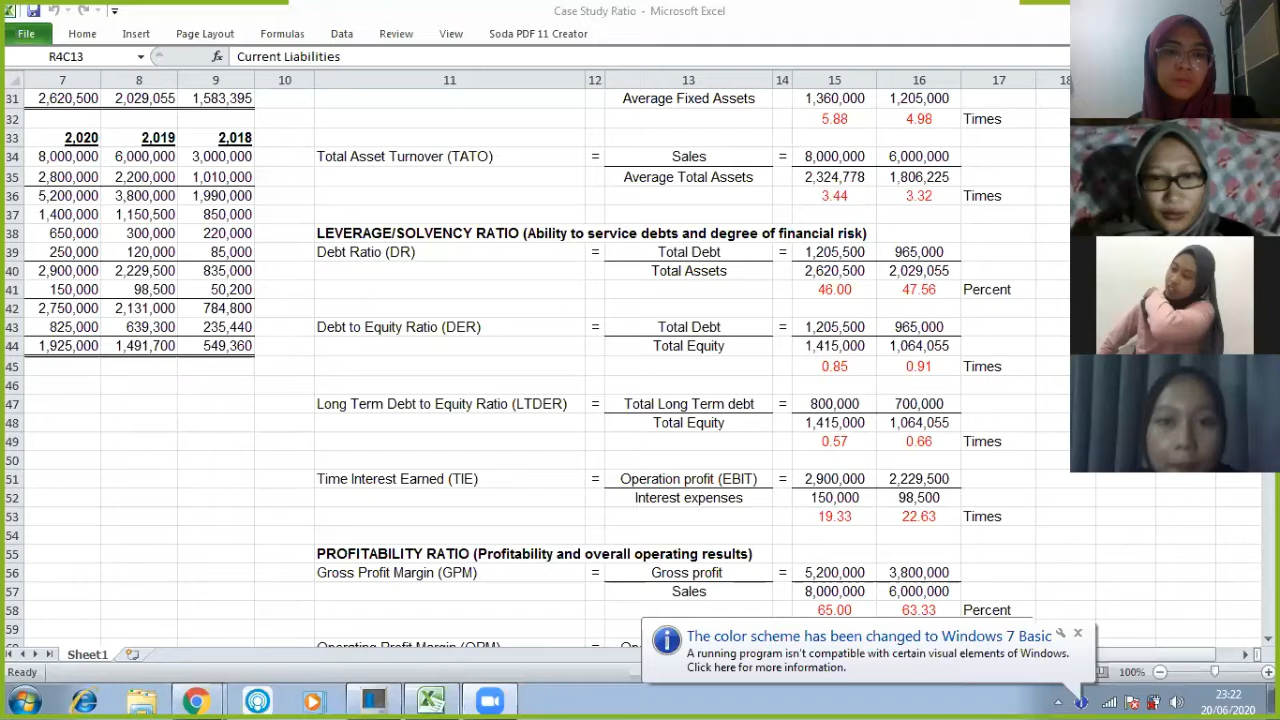 Case Study Ratio - Microsoft Excel
File Home Insert Page Layout Formulas Data Review View Soda PDF 11 Creator
R4C13 fx Current Liabilities
7 8 9 10 11 12 13 14 15 16 17 18
31 2,620,500 2,029,055 1,583,395 Average Fixed Assets 1,360,000 1,205,000
32 5.88 4.98 Times
33 2,020 2,019 2,018
34 8,000,000 6,000,000 3,000,000 Total Asset Turnover (TATO) = Sales = 8,000,000 6,000,000
35 2,800,000 2,200,000 1,010,000 Average Total Assets 2,324,778 1,806,225
36 5,200,000 3,800,000 1,990,000 3.44 3.32 Times
37 1,400,000 1,150,500 850,000
38 650,000 300,000 220,000 LEVERAGE/SOLVENCY RATIO (Ability to service debts and degree of financial risk)
39 250,000 120,000 85,000 Debt Ratio (DR) = Total Debt = 1,205,500 965,000
40 2,900,000 2,229,500 835,000 Total Assets 2,620,500 2,029,055
41 150,000 98,500 50,200 46.00 47.56 Percent
42 2,750,000 2,131,000 784,800
43 825,000 639,300 235,440 Debt to Equity Ratio (DER) = Total Debt = 1,205,500 965,000
44 1,925,000 1,491,700 549,360 Total Equity 1,415,000 1,064,055
45 0.85 0.91 Times
46
47 Long Term Debt to Equity Ratio (LTDER) = Total Long Term debt = 800,000 700,000
48 Total Equity 1,415,000 1,064,055
49 0.57 0.66 Times
50
51 Time Interest Earned (TIE) = Operation profit (EBIT) = 2,900,000 2,229,500
52 Interest expenses 150,000 98,500
53 19.33 22.63 Times
54
55 PROFITABILITY RATIO (Profitability and overall operating results)
56 Gross Profit Margin (GPM) = Gross profit = 5,200,000 3,800,000
57 Sales 8,000,000 6,000,000
58 65.00 63.33 Percent
59
The color scheme has been changed to Windows 7 Basic
A running program isn't compatible with certain visual elements of Windows.
Click here for more information.
Sheet1
Ready 100%
23:22
20/06/2020